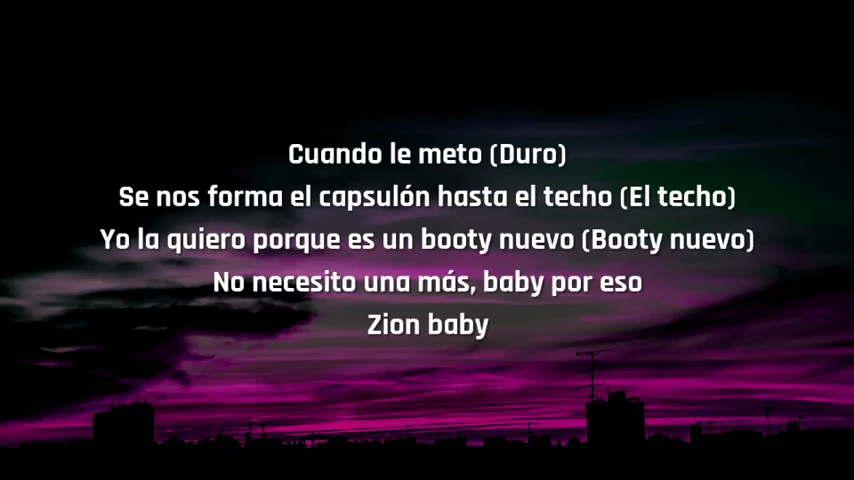 Cuando le meto (Duro)
Se nos forma el capsulón hasta el techo (El techo)
Yo la quiero porque es un booty nuevo (Booty nuevo)
No necesito una más, baby por eso
Zion baby